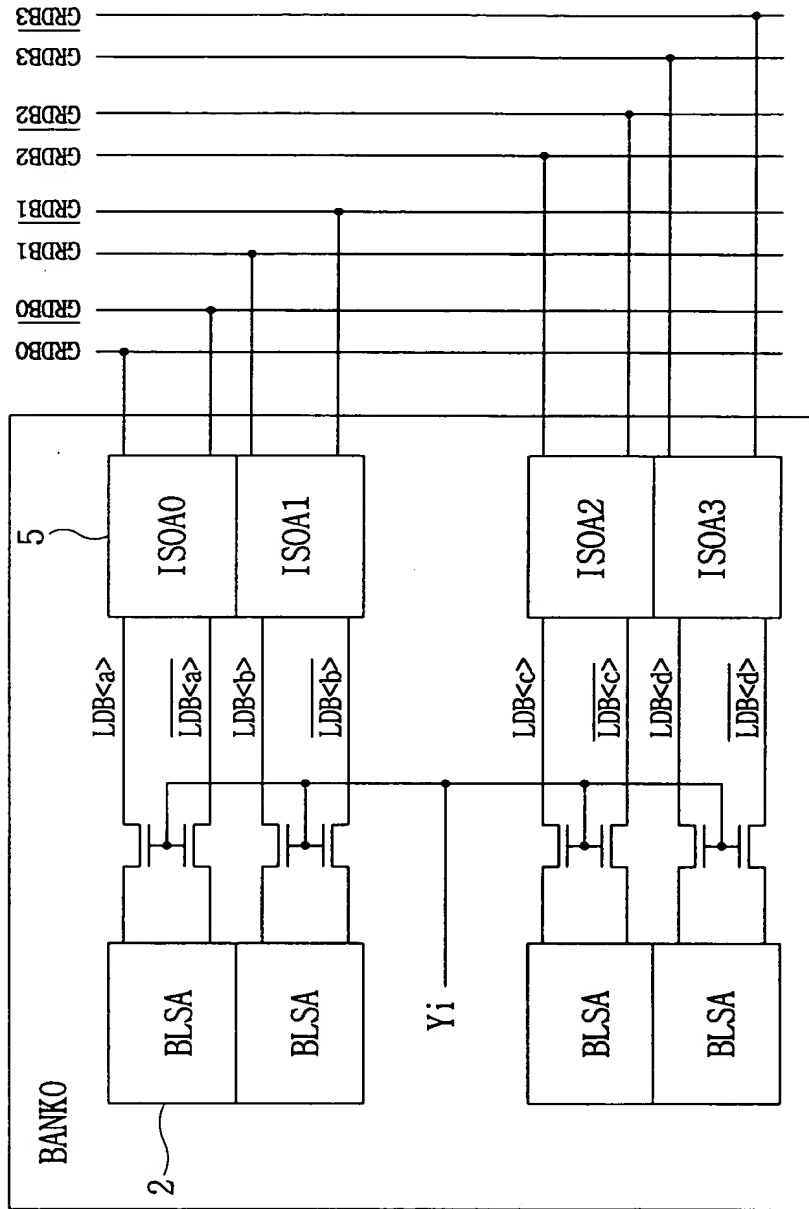 GRDB3
GRDB3
GRDB2
GRDB2
GRDB1
GRDB1
GRDB0
GRDB0
5
ISOA0
ISOA1
ISOA2
ISOA3
LDB<a>
LDB<a>
LDB<b>
LDB<b>
LDB<c>
LDB<c>
LDB<d>
LDB<d>
BLSA
BLSA
Yi
BLSA
BLSA
BANK0
2